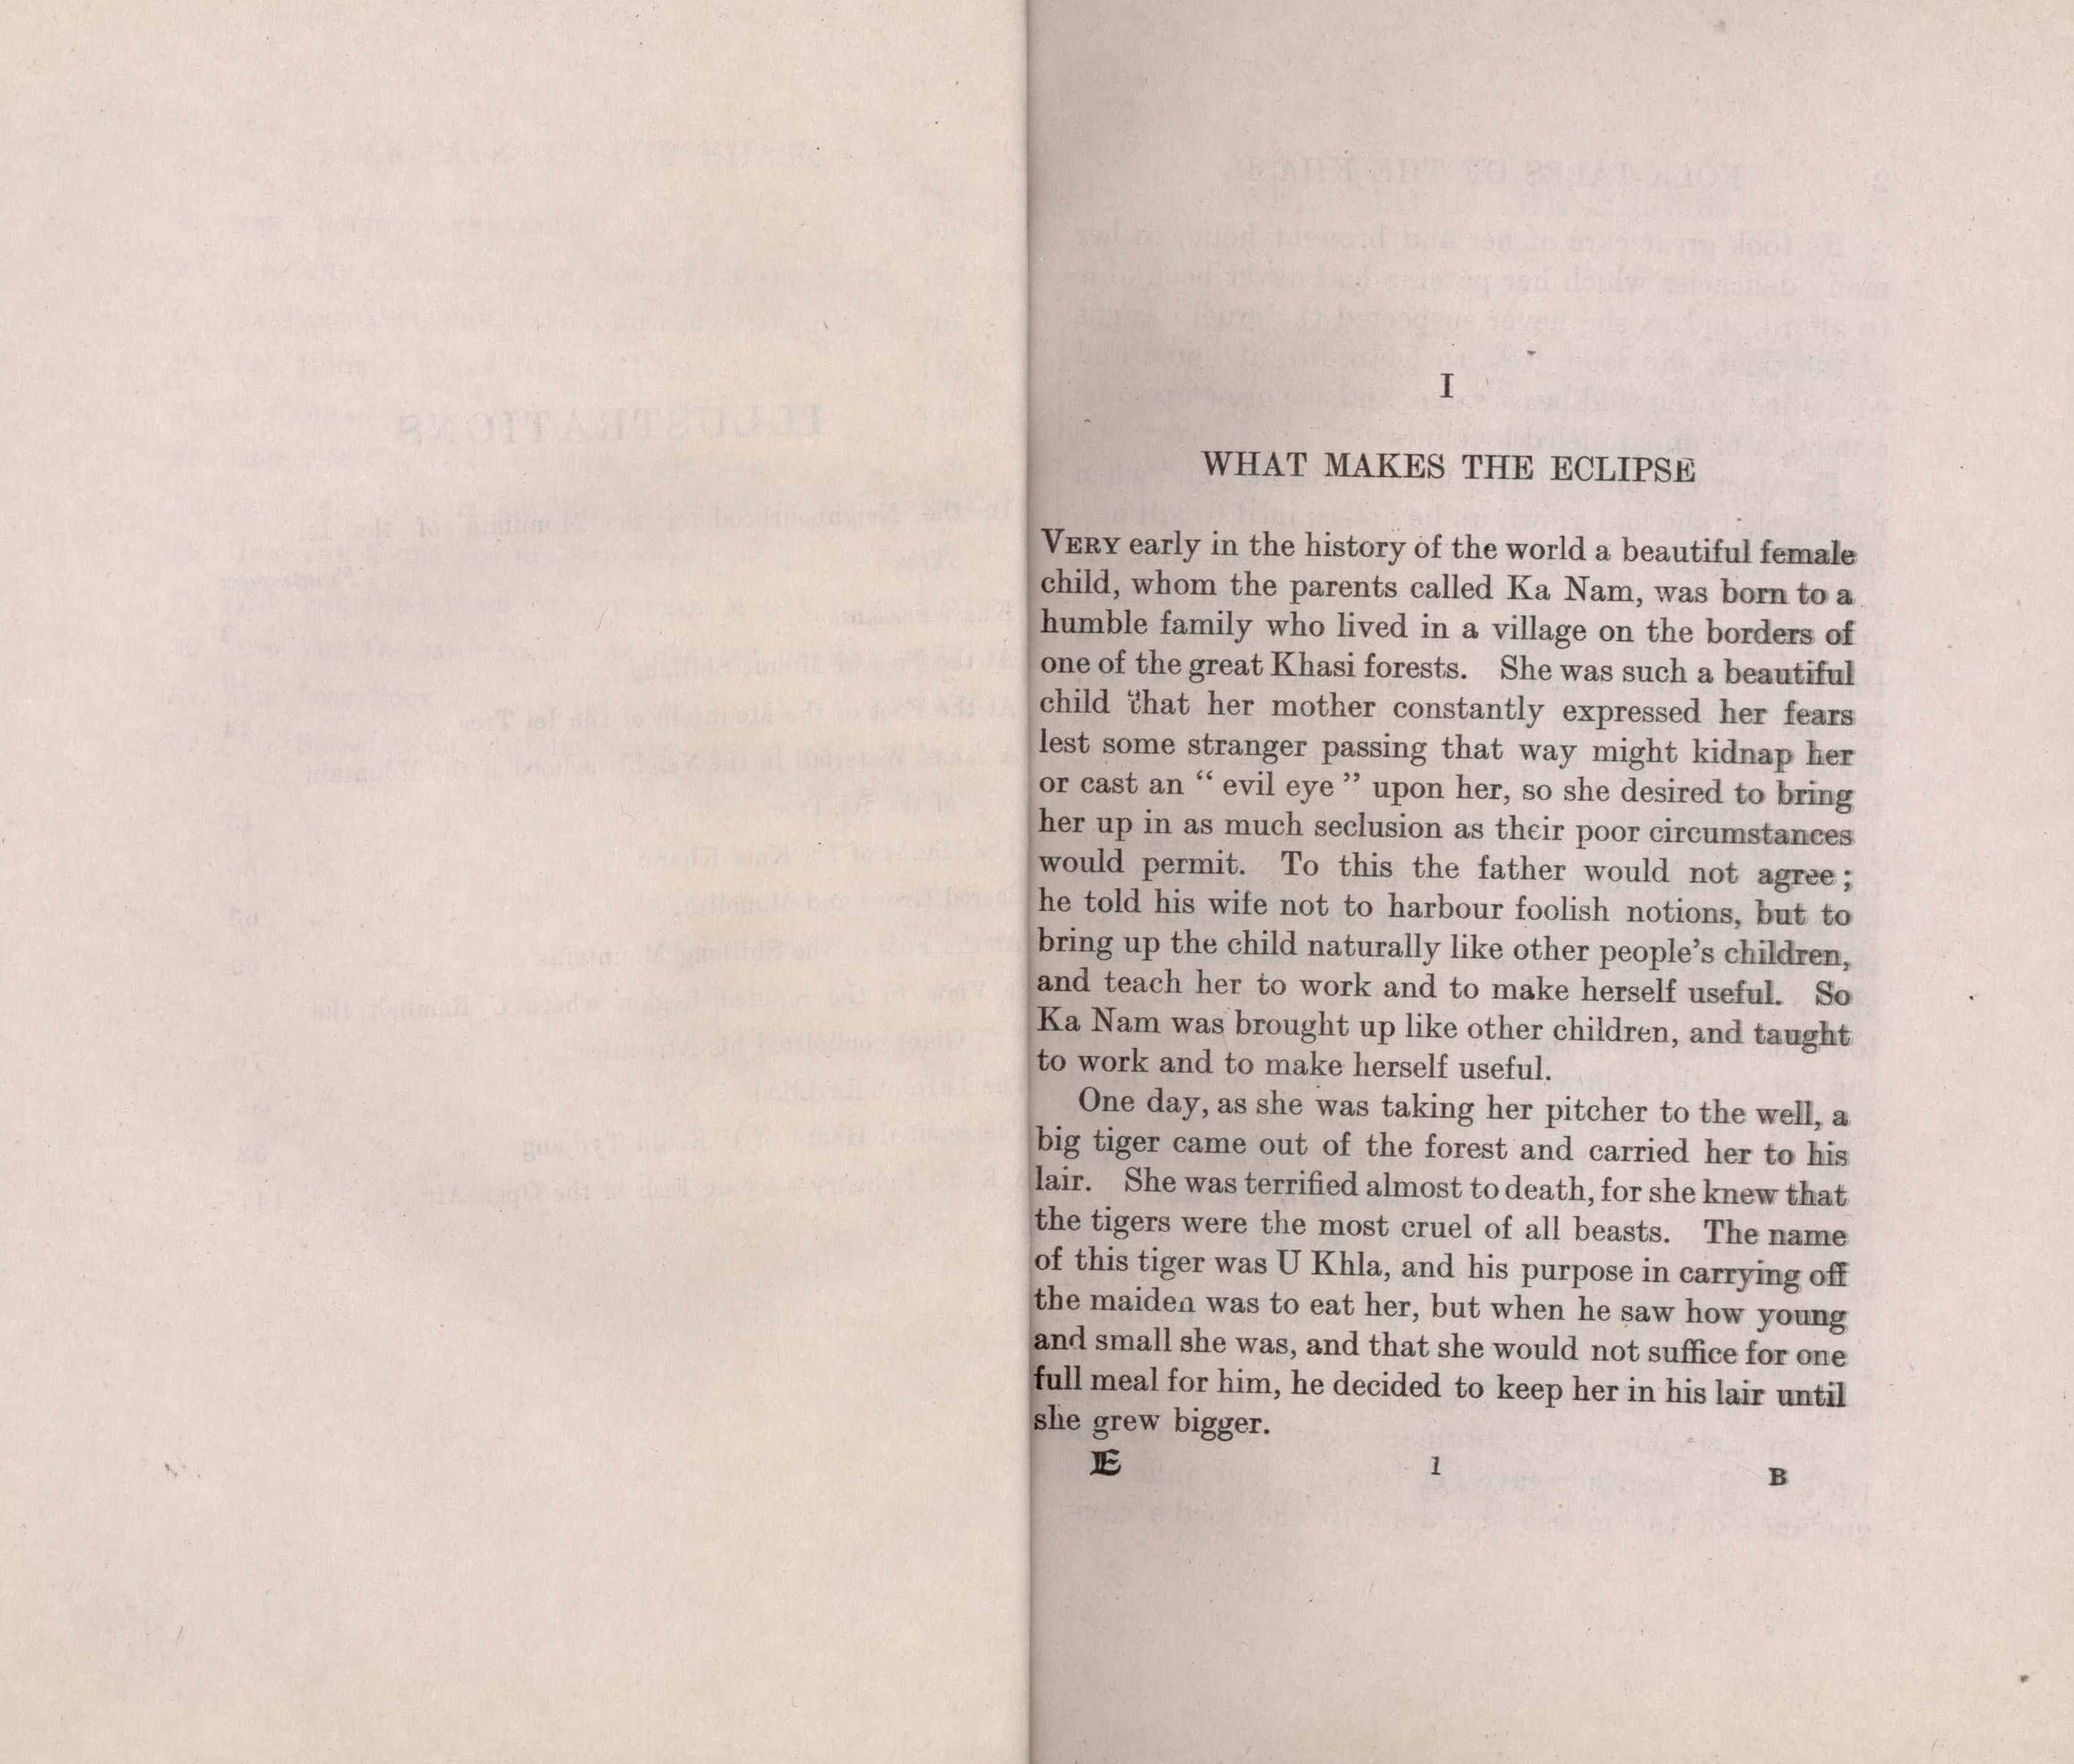 I
WHAT MAKES THE ECLIPSE
VERY early in the history of the world a beautiful female
child, whom the parents called Ka Nam, was born to a
humble family who lived in a village on the borders of
one of the great Khasi forests. She was such a beautiful
child that her mother constantly expressed her fears
lest some stranger passing that way might kidnap her
or cast an “ evil eye ” upon her, so she desired to bring
her up in as much seclusion as their poor circumstances
would permit. To this the father would not agree ;
he told his wife not to harbour foolish notions, but to
bring up the child naturally like other people’s children,
and teach her to work and to make herself useful. So
Ka Nam was brought up like other children, and taught
to work and to make herself useful.
One day, as she was taking her pitcher to the well, a
big tiger came out of the forest and carried her to his
lair. She was terrified almost to death, for she knew that
the tigers were the most cruel of all beasts. The name
of this tiger was U Khla, and his purpose in carrying off
the maiden was to eat her, but when he saw how young
and small she was, and that she would not suffice for one
full meal for him, he decided to keep her in his lair until
she grew bigger.
E 1 B